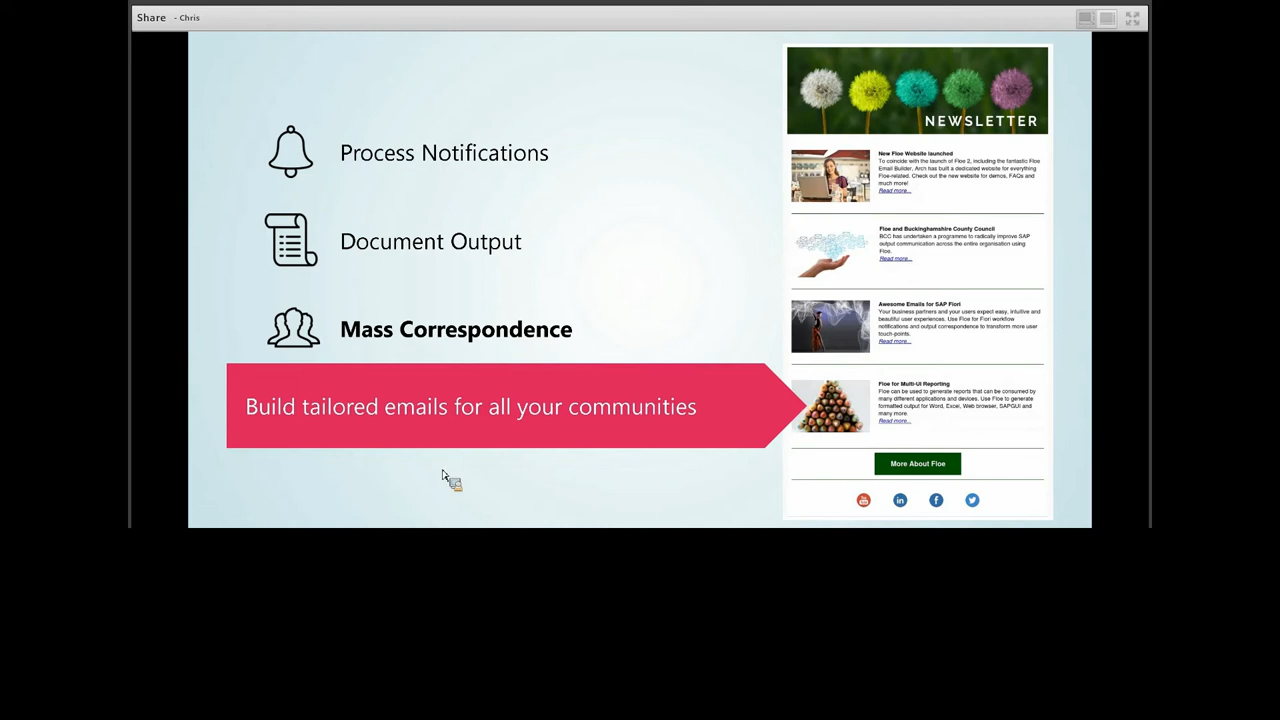 Share - Chris
Process Notifications
Document Output
Mass Correspondence
Build tailored emails for all your communities
NEWSLETTER
New Floe Website launched
To coincide with the launch of Floe 2, including the fantastic Floe
Email Builder, Arch has built a dedicated website for everything
Floe-related. Check out the new website for demos, FAQs and
much more!
Read more...
Floe and Buckinghamshire County Council
BCC has undertaken a programme to radically improve SAP
output communication across the entire organisation using
Floe.
Read more...
Awesome Emails for SAP Fiori
Your business partners and your users expect easy, intuitive and
beautiful user experiences. Use Floe for Fiori workflow
notifications and output correspondence to transform more user
touch-points.
Read more...
Floe for Multi-UI Reporting
Floe can be used to generate reports that can be consumed by
many different applications and devices. Use Floe to generate
formatted output for Word, Excel, Web browser, SAPGUI and
many more.
Read more...
More About Floe